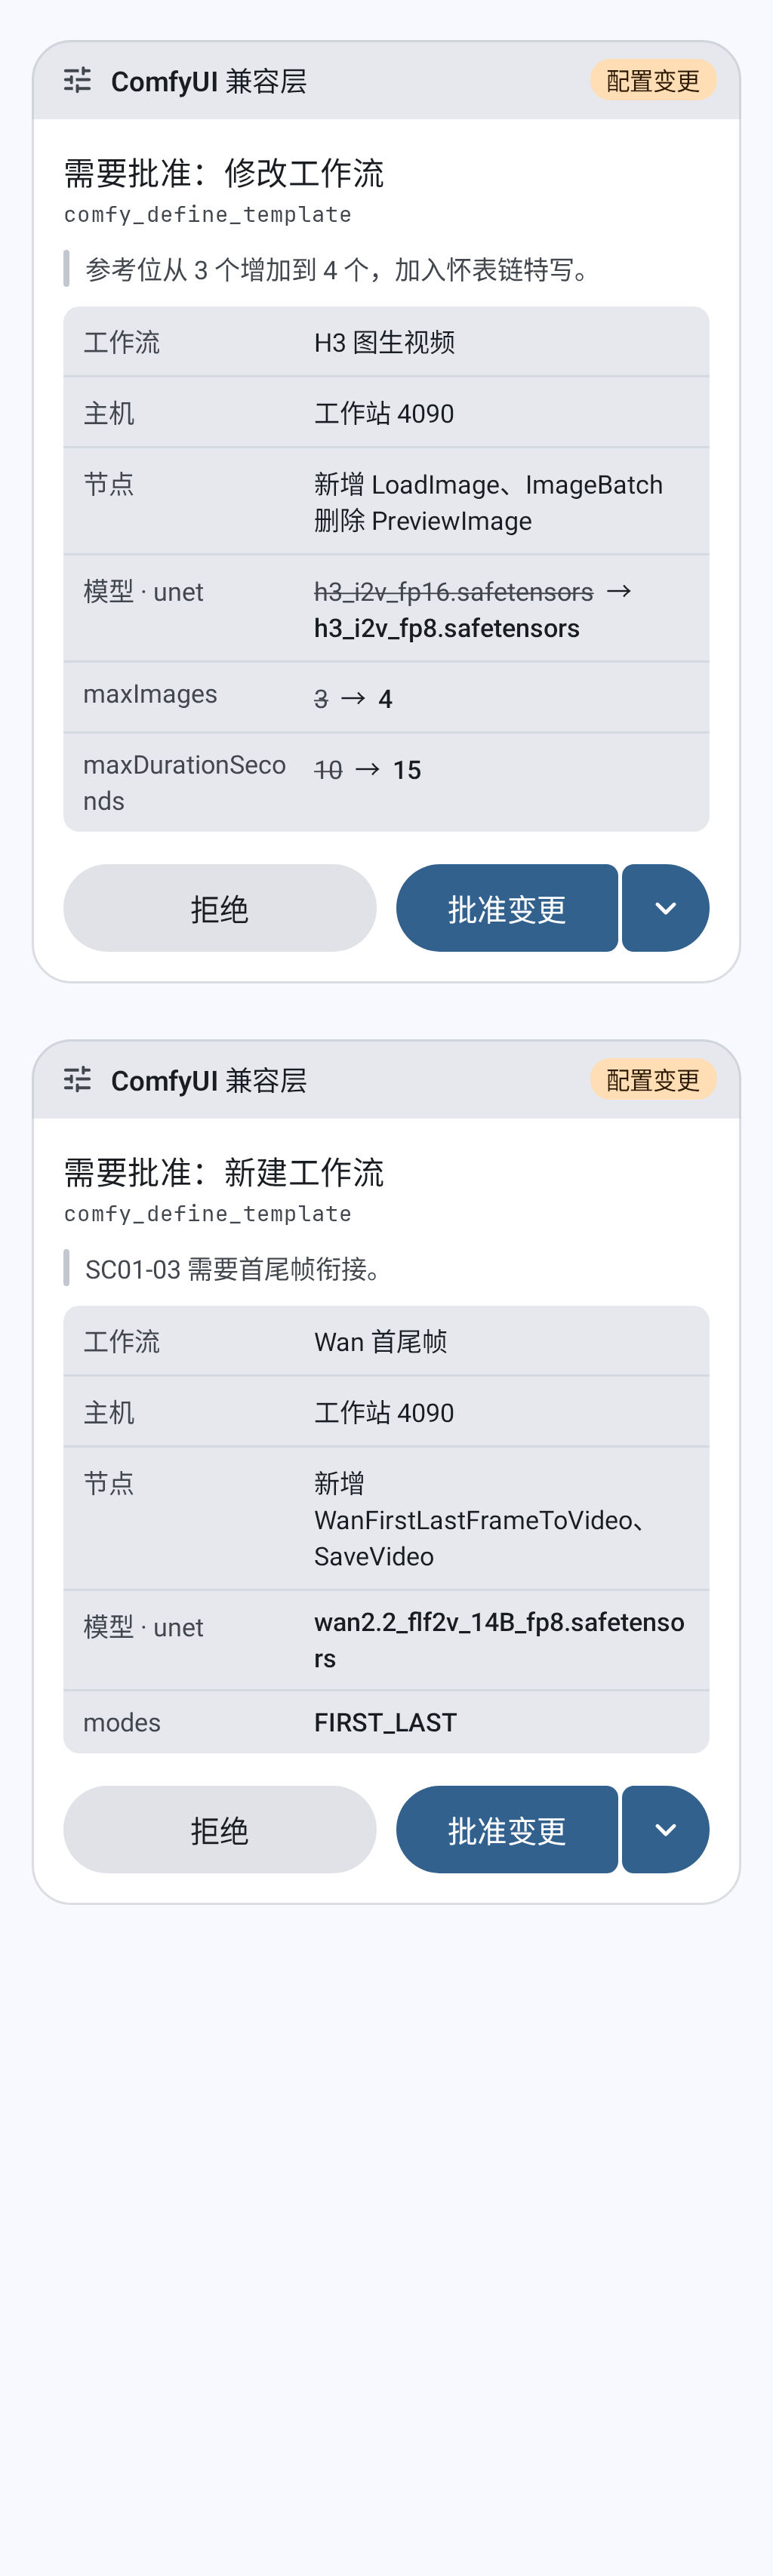 ComfyUI 兼容层
配置变更
需要批准：修改工作流
comfy_define_template
参考位从 3 个增加到 4 个，加入怀表链特写。
工作流
H3 图生视频
主机
工作站 4090
节点
新增 LoadImage、ImageBatch
删除 PreviewImage
模型 · unet
h3_i2v_fp16.safetensors →
h3_i2v_fp8.safetensors
maxImages
3 → 4
maxDurationSeco
nds
10 → 15
拒绝
批准变更
ComfyUI 兼容层
配置变更
需要批准：新建工作流
comfy_define_template
SC01-03 需要首尾帧衔接。
工作流
Wan 首尾帧
主机
工作站 4090
节点
新增
WanFirstLastFrameToVideo、
SaveVideo
模型 · unet
wan2.2_flf2v_14B_fp8.safetenso
rs
modes
FIRST_LAST
拒绝
批准变更